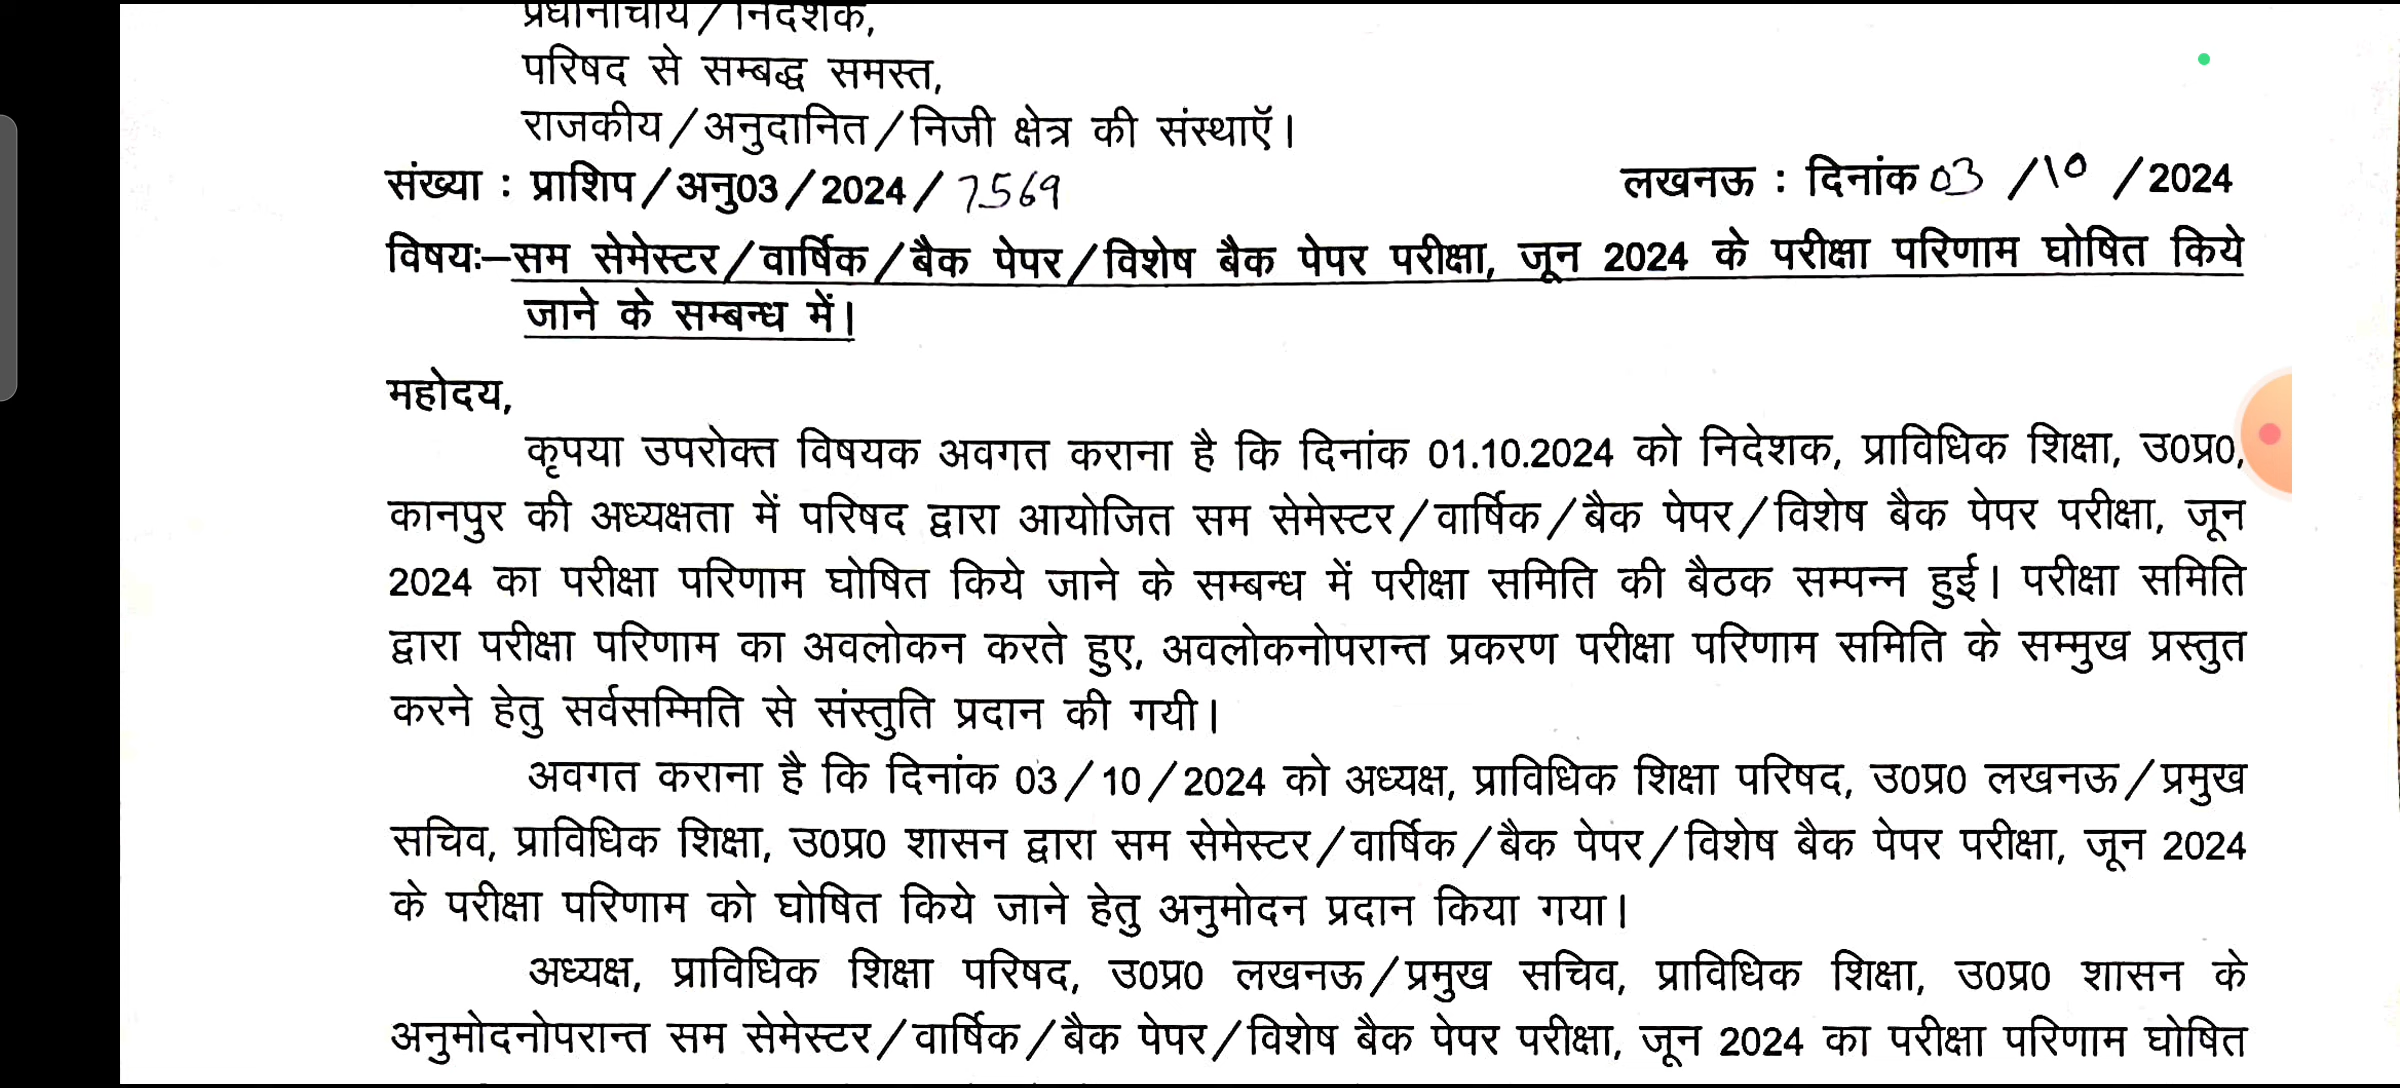 प्रधानाचार्य/निदेशक,
परिषद से सम्बद्ध समस्त,
राजकीय/अनुदानित/निजी क्षेत्र की संस्थाऍ।
संख्या : प्राशिप/अनु03/2024/7569 लखनऊ : दिनांक 03/10/2024
विषयः–सम सेमेस्टर/वार्षिक/बैक पेपर/विशेष बैक पेपर परीक्षा, जून 2024 के परीक्षा परिणाम घोषित किये
जाने के सम्बन्ध में।
महोदय,
कृपया उपरोक्त विषयक अवगत कराना है कि दिनांक 01.10.2024 को निदेशक, प्राविधिक शिक्षा, उ0प्र0,
कानपुर की अध्यक्षता में परिषद द्वारा आयोजित सम सेमेस्टर/वार्षिक/बैक पेपर/विशेष बैक पेपर परीक्षा, जून
2024 का परीक्षा परिणाम घोषित किये जाने के सम्बन्ध में परीक्षा समिति की बैठक सम्पन्न हुई। परीक्षा समिति
द्वारा परीक्षा परिणाम का अवलोकन करते हुए, अवलोकनोपरान्त प्रकरण परीक्षा परिणाम समिति के सम्मुख प्रस्तुत
करने हेतु सर्वसम्मिति से संस्तुति प्रदान की गयी।
अवगत कराना है कि दिनांक 03/10/2024 को अध्यक्ष, प्राविधिक शिक्षा परिषद, उ0प्र0 लखनऊ/प्रमुख
सचिव, प्राविधिक शिक्षा, उ0प्र0 शासन द्वारा सम सेमेस्टर/वार्षिक/बैक पेपर/विशेष बैक पेपर परीक्षा, जून 2024
के परीक्षा परिणाम को घोषित किये जाने हेतु अनुमोदन प्रदान किया गया।
अध्यक्ष, प्राविधिक शिक्षा परिषद, उ0प्र0 लखनऊ/प्रमुख सचिव, प्राविधिक शिक्षा, उ0प्र0 शासन के
अनुमोदनोपरान्त सम सेमेस्टर/वार्षिक/बैक पेपर/विशेष बैक पेपर परीक्षा, जून 2024 का परीक्षा परिणाम घोषित